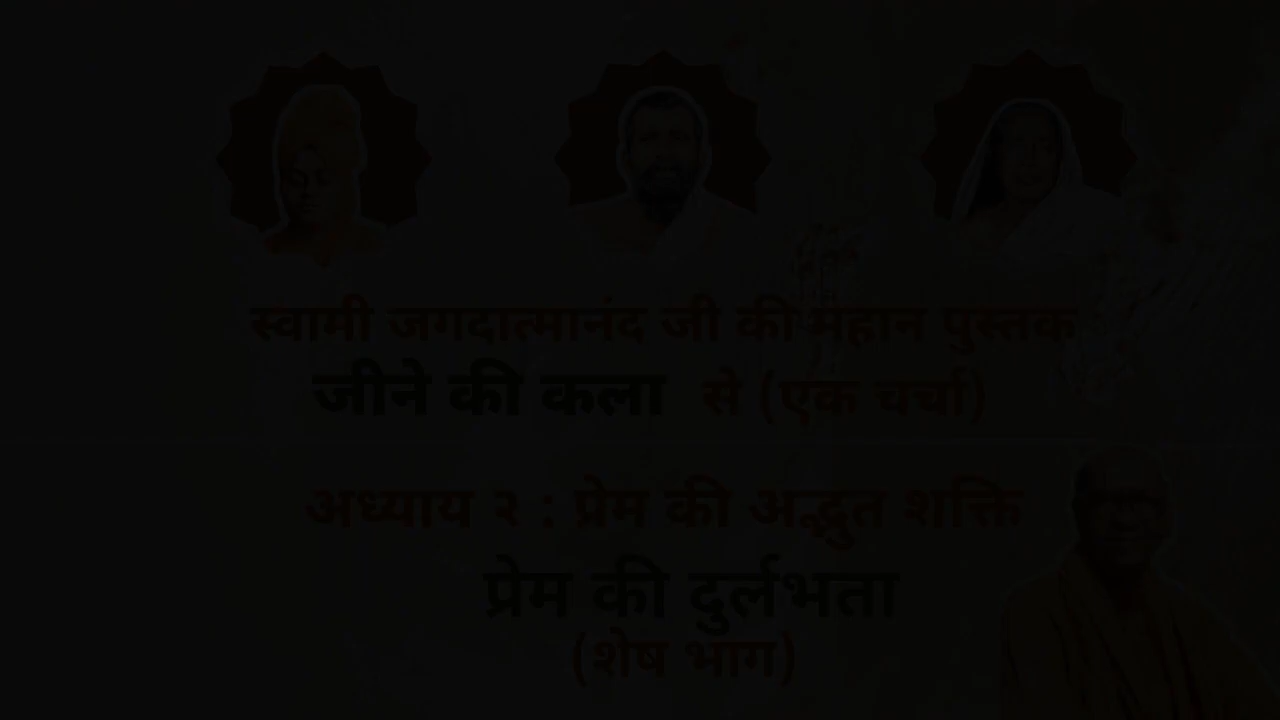 स्वामी जगदात्मानंद जी की महान पुस्तक
जीने की कला से (एक चर्चा)
अध्याय २ : प्रेम की अद्भुत शक्ति
प्रेम की दुर्लभता
(शेष भाग)